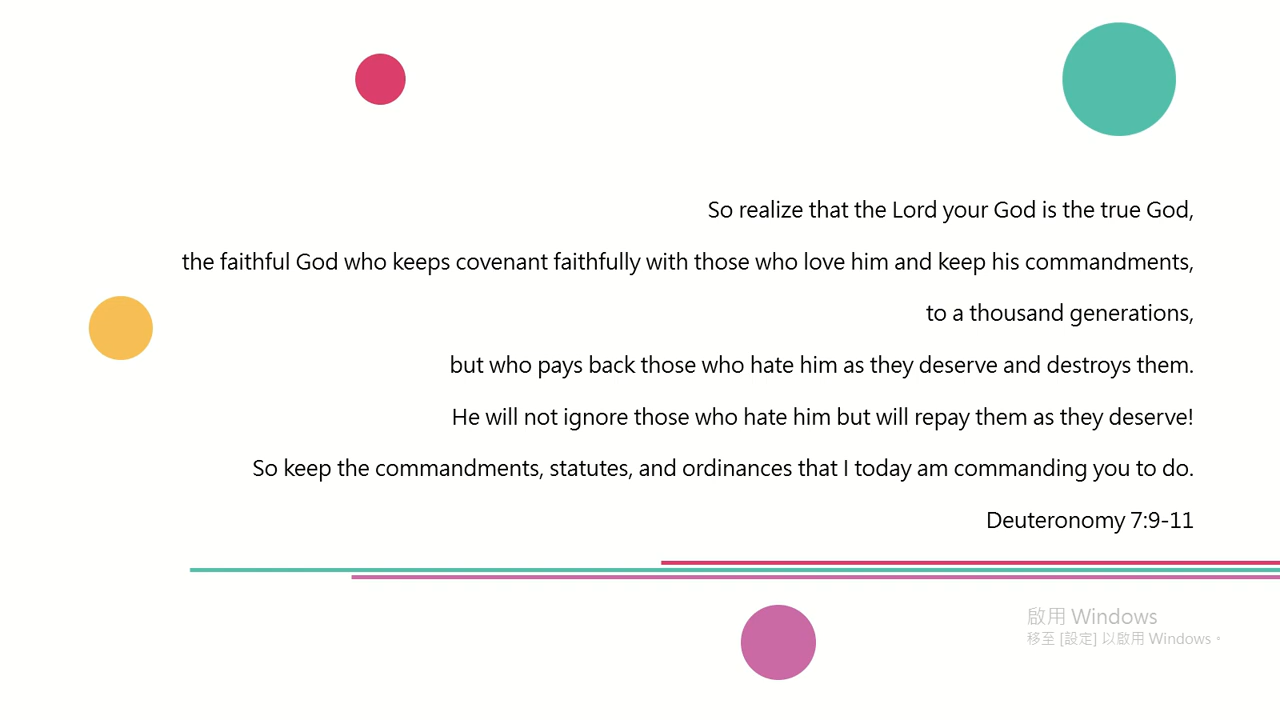 So realize that the Lord your God is the true God,
the faithful God who keeps covenant faithfully with those who love him and keep his commandments,
to a thousand generations,
but who pays back those who hate him as they deserve and destroys them.
He will not ignore those who hate him but will repay them as they deserve!
So keep the commandments, statutes, and ordinances that I today am commanding you to do.
Deuteronomy 7:9-11
啟用 Windows
移至 [設定] 以啟用 Windows。